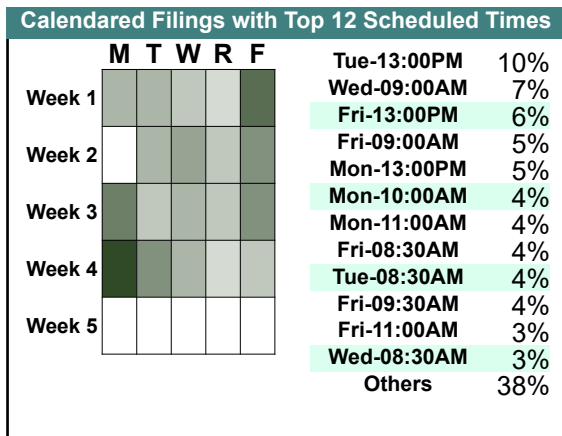 Calendared Filings with Top 12 Scheduled Times
M T W R F
Week 1
Week 2
Week 3
Week 4
Week 5
Tue-13:00PM 10%
Wed-09:00AM 7%
Fri-13:00PM 6%
Fri-09:00AM 5%
Mon-13:00PM 5%
Mon-10:00AM 4%
Mon-11:00AM 4%
Fri-08:30AM 4%
Tue-08:30AM 4%
Fri-09:30AM 4%
Fri-11:00AM 3%
Wed-08:30AM 3%
Others 38%